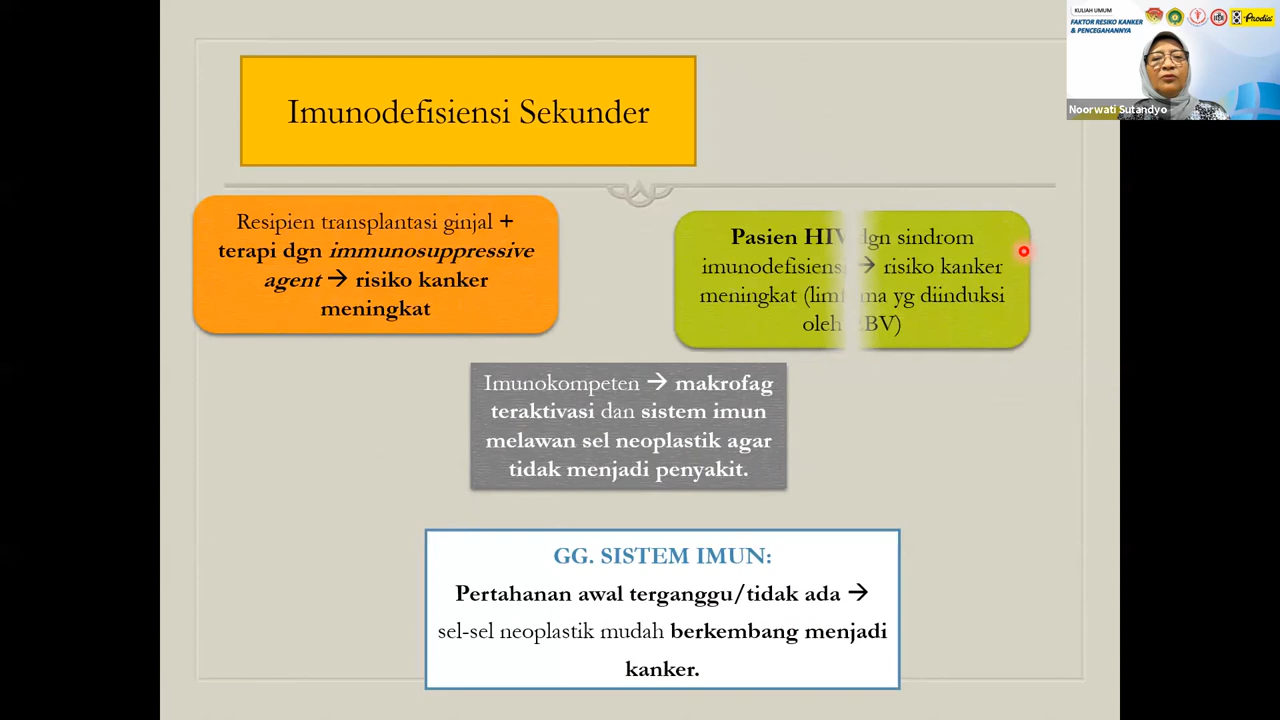 KULIAH UMUM
FAKTOR RESIKO KANKER
& PENCEGAHANNYA
Prodia
Noorwati Sutandyo
Imunodefisiensi Sekunder
Resipien transplantasi ginjal +
terapi dgn immunosuppressive
agent → risiko kanker
meningkat
Pasien HIV dgn sindrom
imunodefisiensi → risiko kanker
meningkat (limfoma yg diinduksi
oleh
Imunokompeten → makrofag
teraktivasi dan sistem imun
melawan sel neoplastik agar
tidak menjadi penyakit.
GG. SISTEM IMUN:
Pertahanan awal terganggu/tidak ada →
sel-sel neoplastik mudah berkembang menjadi
kanker.